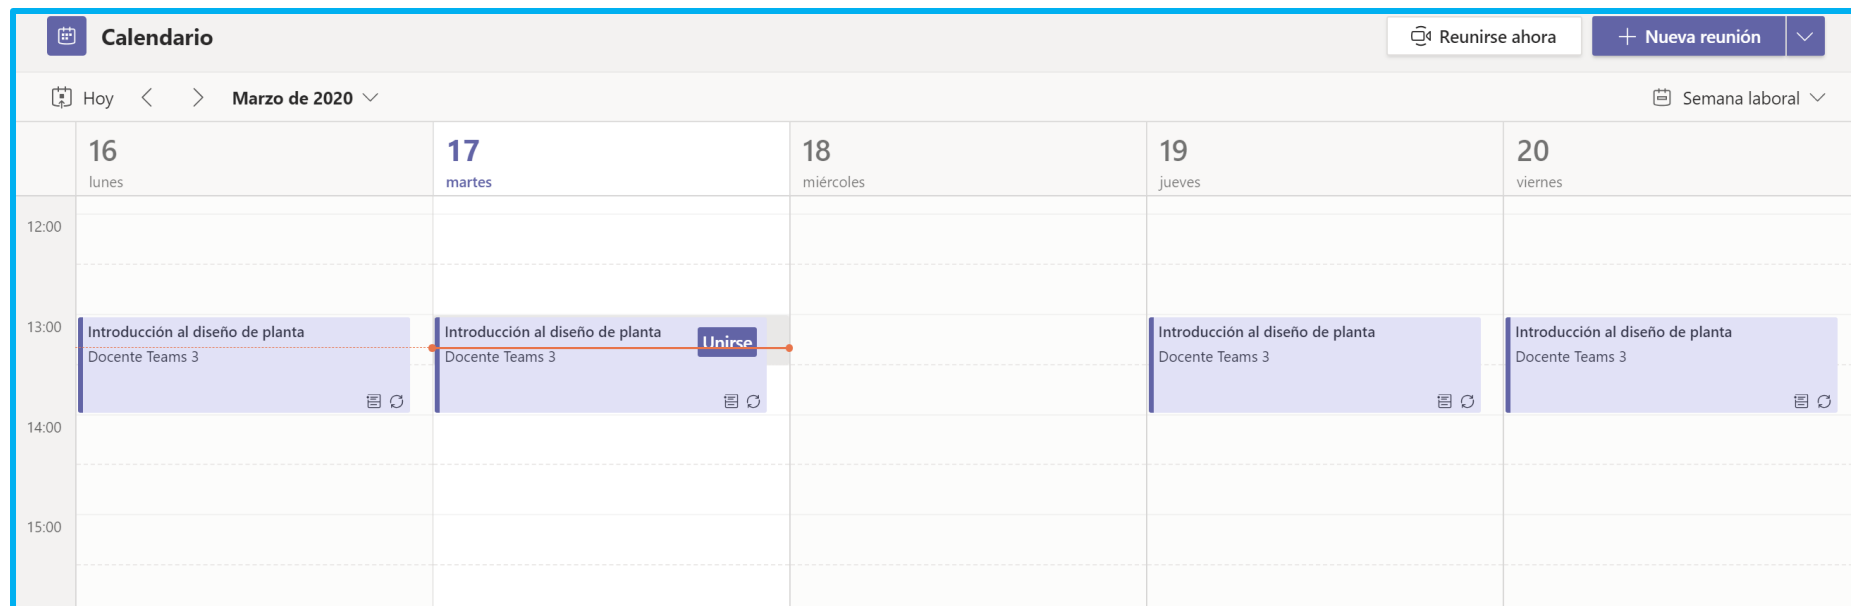 Calendario
Reunirse ahora
Nueva reunión
Hoy
Marzo de 2020
Semana laboral
16
lunes
17
martes
18
miércoles
19
jueves
20
viernes
12:00
13:00
Introducción al diseño de planta
Docente Teams 3
Introducción al diseño de planta
Unirse
Docente Teams 3
Introducción al diseño de planta
Docente Teams 3
Introducción al diseño de planta
Docente Teams 3
14:00
15:00